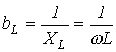 b_L = 1/X_L = 1/ωL